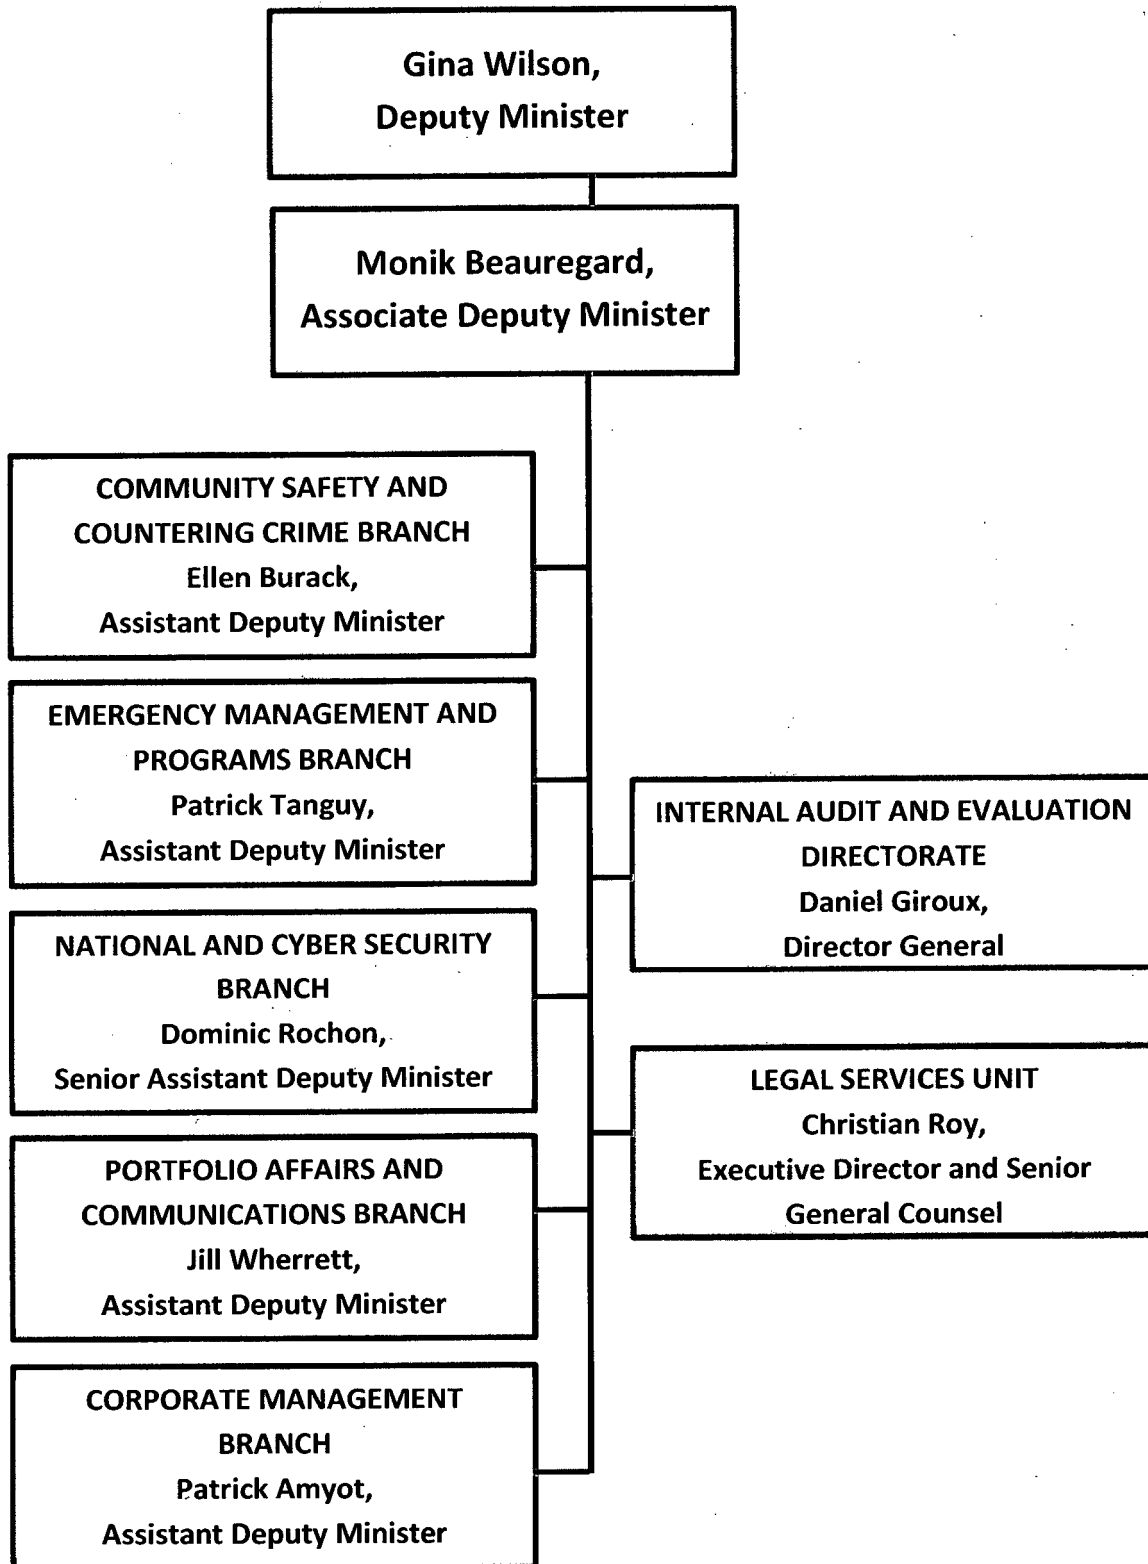 Gina Wilson,
Deputy Minister
Monik Beauregard,
Associate Deputy Minister
COMMUNITY SAFETY AND
COUNTERING CRIME BRANCH
Ellen Burack,
Assistant Deputy Minister
EMERGENCY MANAGEMENT AND
PROGRAMS BRANCH
Patrick Tanguy,
Assistant Deputy Minister
NATIONAL AND CYBER SECURITY
BRANCH
Dominic Rochon,
Senior Assistant Deputy Minister
PORTFOLIO AFFAIRS AND
COMMUNICATIONS BRANCH
Jill Wherrett,
Assistant Deputy Minister
CORPORATE MANAGEMENT
BRANCH
Patrick Amyot,
Assistant Deputy Minister
INTERNAL AUDIT AND EVALUATION
DIRECTORATE
Daniel Giroux,
Director General
LEGAL SERVICES UNIT
Christian Roy,
Executive Director and Senior
General Counsel